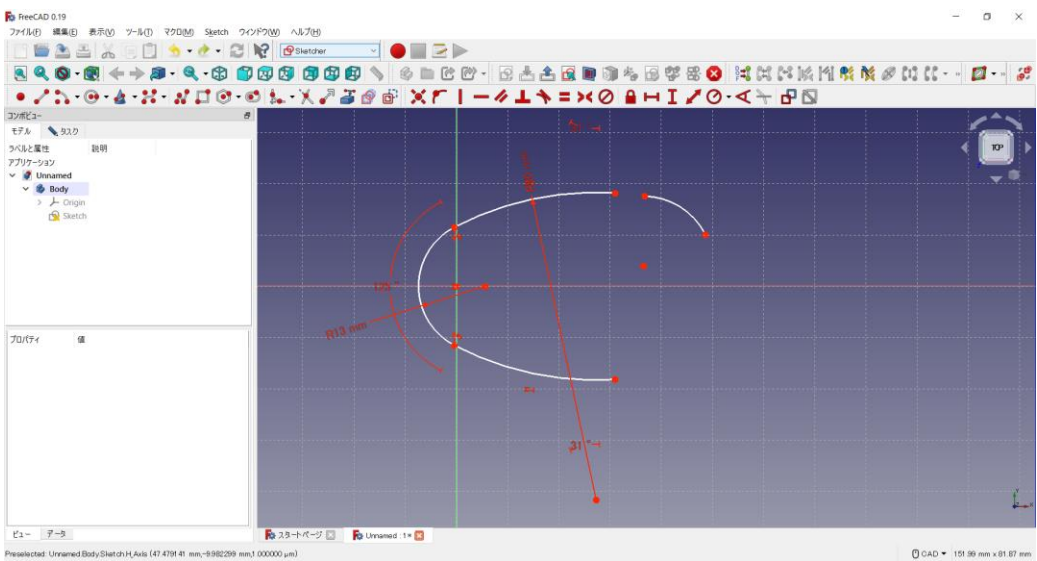 FreeCAD 0.19
ファイル(F) 編集(E) 表示(V) ツール(T) マクロ(M) Sketch ウィンドウ(W) ヘルプ(H)
Sketcher
コンボビュー
モデル タスク
ラベルと属性 説明
アプリケーション
Unnamed
Body
Origin
Sketch
プロパティ 値
ビュー データ
TOP
R13 mm
31 °
Y
X
スタートページ Unnamed : 1*
Preselected: Unnamed.Body.Sketch.H_Axis (47.479141 mm,-9.982299 mm,1.000000 µm)
CAD 151.99 mm x 81.87 mm